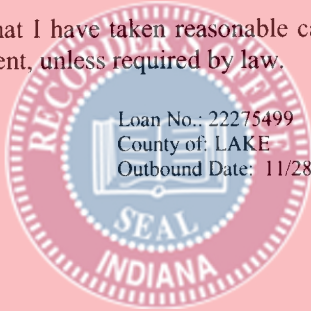 hat I have taken reasonable
ent, unless required by law.
Loan No.: 22275499
County of: LAKE
Outbound Date: 11/28
RECORDER'S OFFICE
SEAL
INDIANA